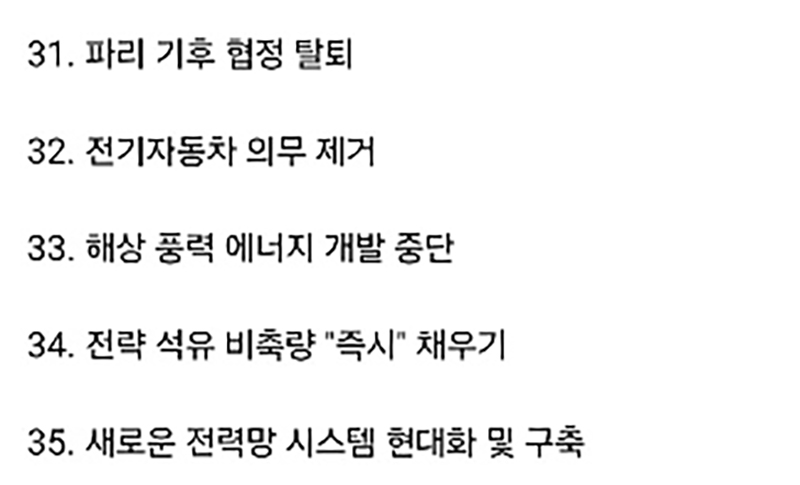 31. 파리 기후 협정 탈퇴
32. 전기자동차 의무 제거
33. 해상 풍력 에너지 개발 중단
34. 전략 석유 비축량 "즉시" 채우기
35. 새로운 전력망 시스템 현대화 및 구축